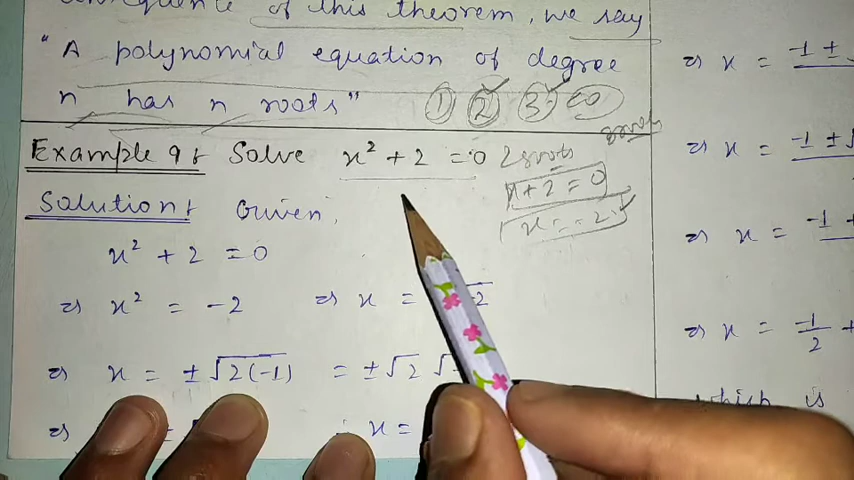 of this theorem, we say
"A polynomial equation of degree
n has n roots" 1 2 3
Example 9: Solve x² + 2 = 0 2 roots
x + 2 = 0
x = -2
Solution: Given,
x² + 2 = 0
⇒ x² = -2 ⇒ x =
⇒ x = ±√2(-1) = ±√2
⇒ x =
⇒ x = -1 ±
⇒ x = -1 ±
⇒ x = -1
⇒ x = -1/2 +
which is